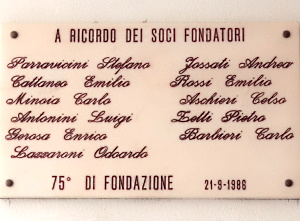 A RICORDO DEI SOCI FONDATORI
Parravicini Stefano Fossati Andrea
Cattaneo Emilio Rossi Emilio
Minoia Carlo Aschieri Celso
Antonini Luigi Zelli Pietro
Gerosa Enrico Barbieri Carlo
Lazzaroni Odoardo
75° DI FONDAZIONE 21-9-1986